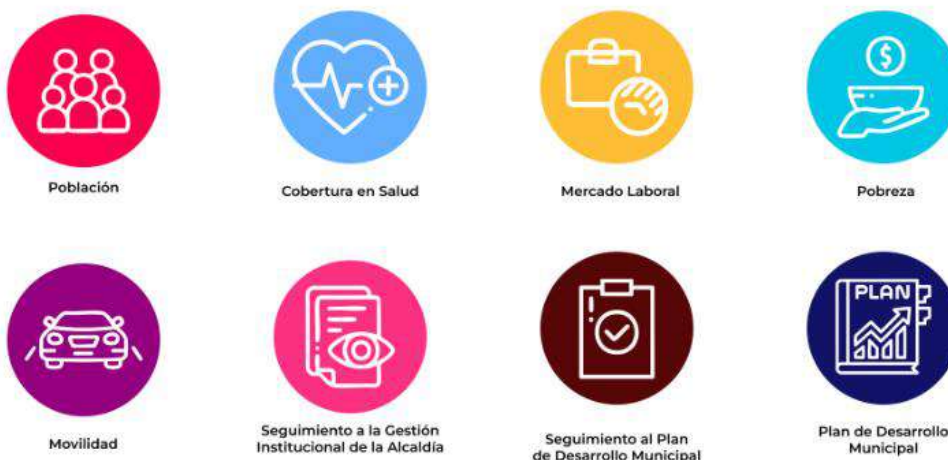 Población
Cobertura en Salud
Mercado Laboral
Pobreza
PLAN
Movilidad
Seguimiento a la Gestión
Institucional de la Alcaldía
Seguimiento al Plan
de Desarrollo Municipal
Plan de Desarrollo
Municipal